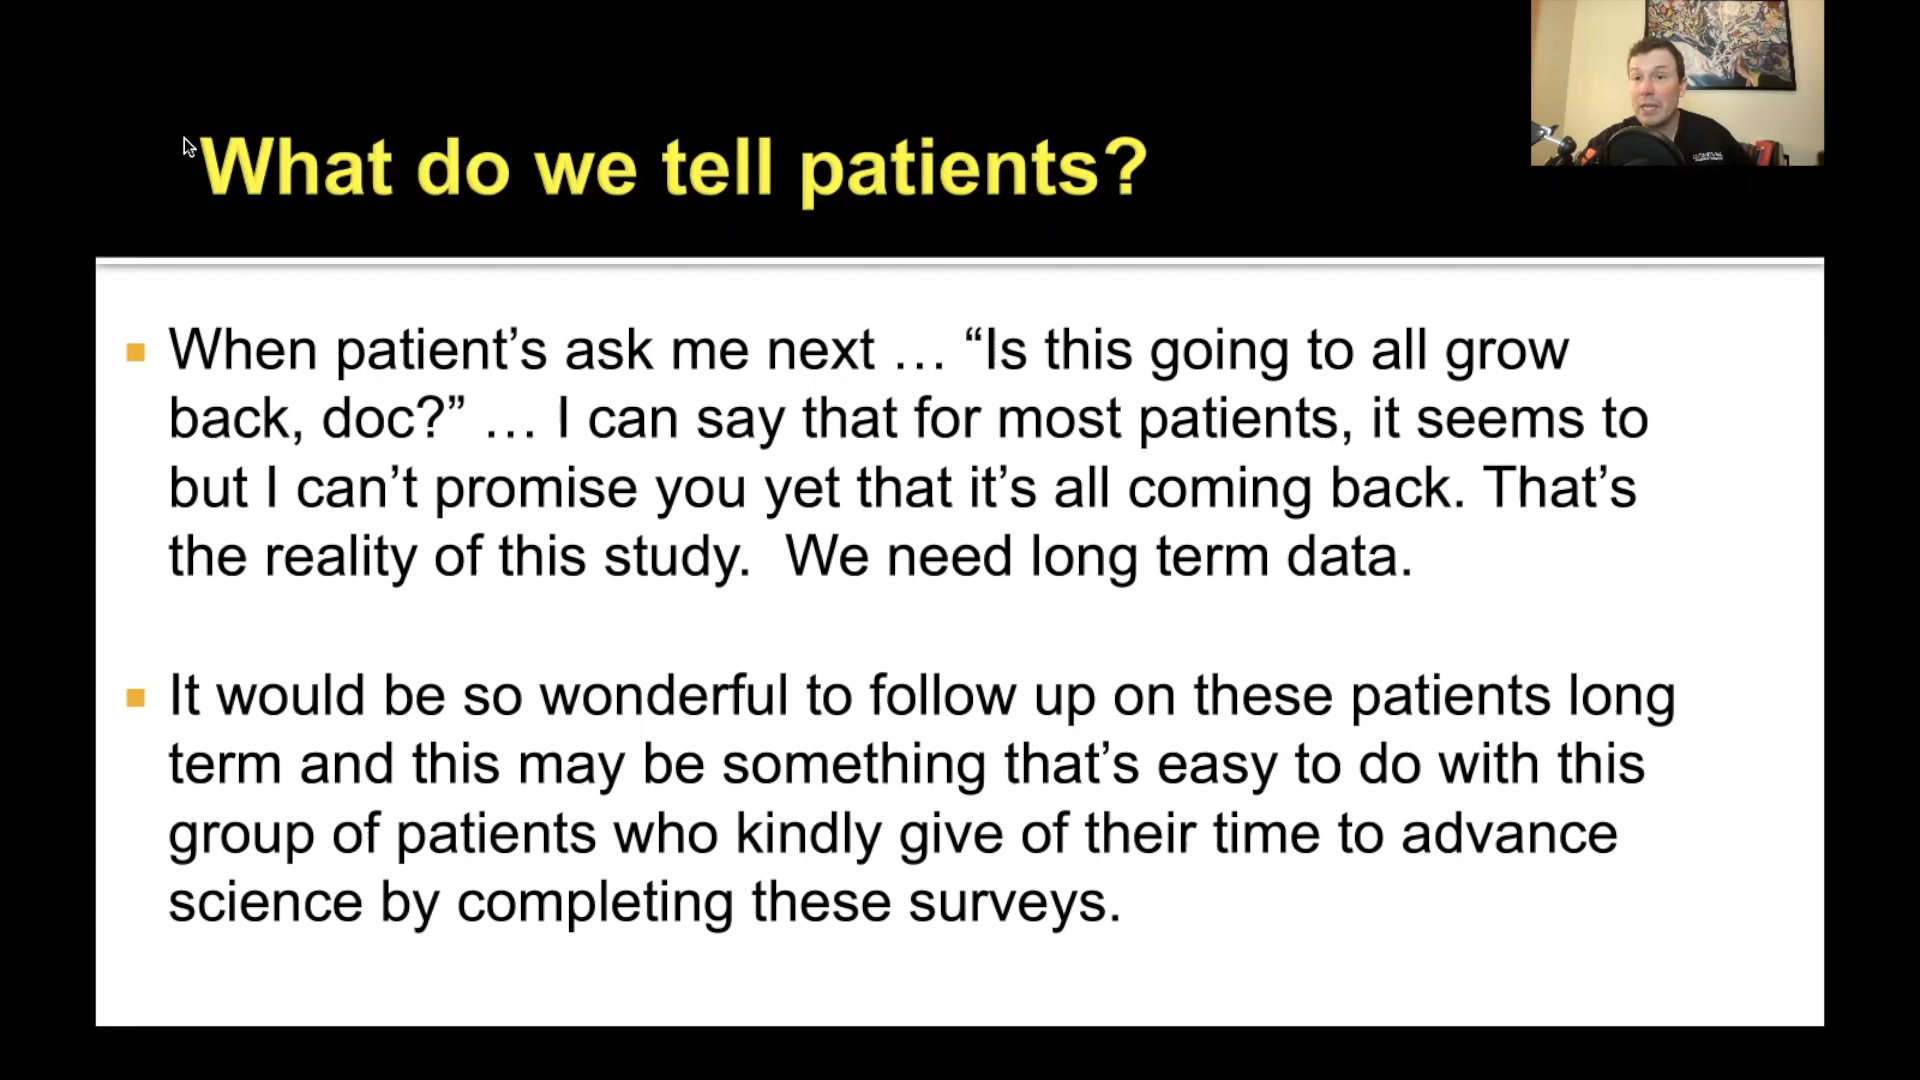 What do we tell patients?
When patient’s ask me next … “Is this going to all grow
back, doc?” … I can say that for most patients, it seems to
but I can’t promise you yet that it’s all coming back. That’s
the reality of this study.  We need long term data.
It would be so wonderful to follow up on these patients long
term and this may be something that’s easy to do with this
group of patients who kindly give of their time to advance
science by completing these surveys.